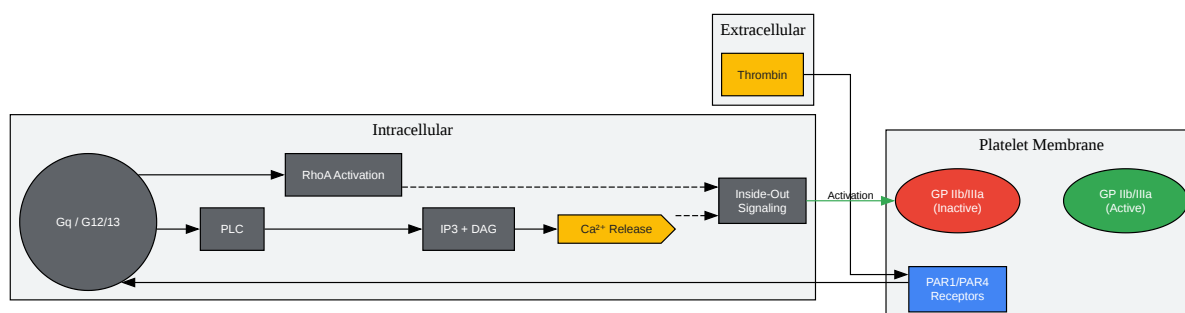 Extracellular
Thrombin
Intracellular
Platelet Membrane
RhoA Activation
Gq / G12/13
PLC
IP3 + DAG
Ca²⁺ Release
Inside-Out
Signaling
Activation
GP IIb/IIIa
(Inactive)
GP IIb/IIIa
(Active)
PAR1/PAR4
Receptors